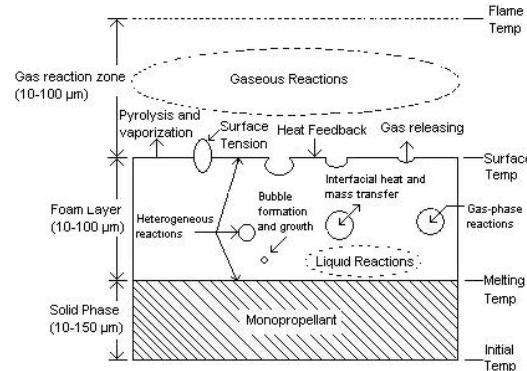 Flame
Temp
Gas reaction zone
(10-100 µm)
Gaseous Reactions
Pyrolysis and
vaporization
Surface
Tension
Heat Feedback
Gas releasing
Surface
Temp
Foam Layer
(10-100 µm)
Heterogeneous
reactions
Bubble
formation
and growth
Interfacial heat and
mass transfer
Gas-phase
reactions
Liquid Reactions
Melting
Temp
Solid Phase
(10-150 µm)
Monopropellant
Initial
Temp